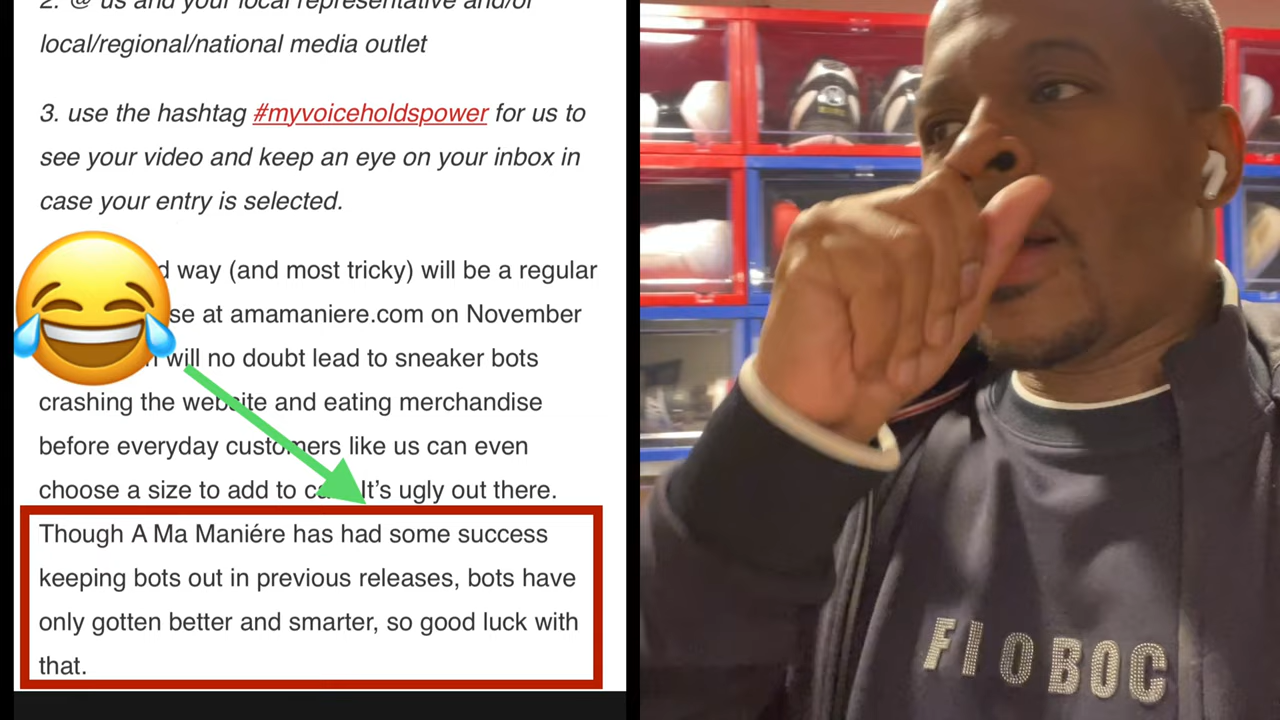 2. @ us and your local representative and/or
local/regional/national media outlet
3. use the hashtag #myvoiceholdspower for us to
see your video and keep an eye on your inbox in
case your entry is selected.
way (and most tricky) will be a regular
at amamaniere.com on November
will no doubt lead to sneaker bots
crashing the website and eating merchandise
before everyday customers like us can even
choose a size to add to It's ugly out there.
Though A Ma Maniére has had some success
keeping bots out in previous releases, bots have
only gotten better and smarter, so good luck with
that.
FIOBOC